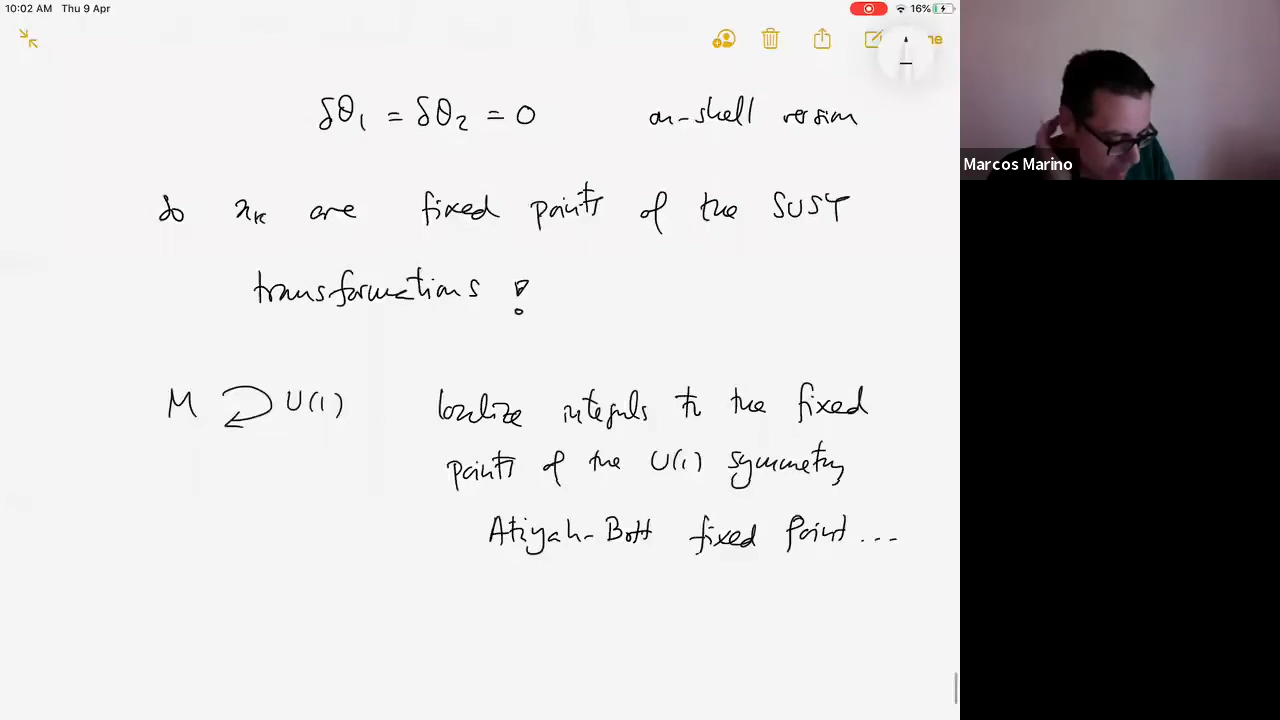 10:02 AM Thu 9 Apr 16%
δθ₁ = δθ₂ = 0 on-shell version
So xₖ are fixed points of the SUSY
transformations !
Marcos Marino
M U(1) localize integrals to the fixed
points of the U(1) symmetry
Atiyah-Bott fixed point ...